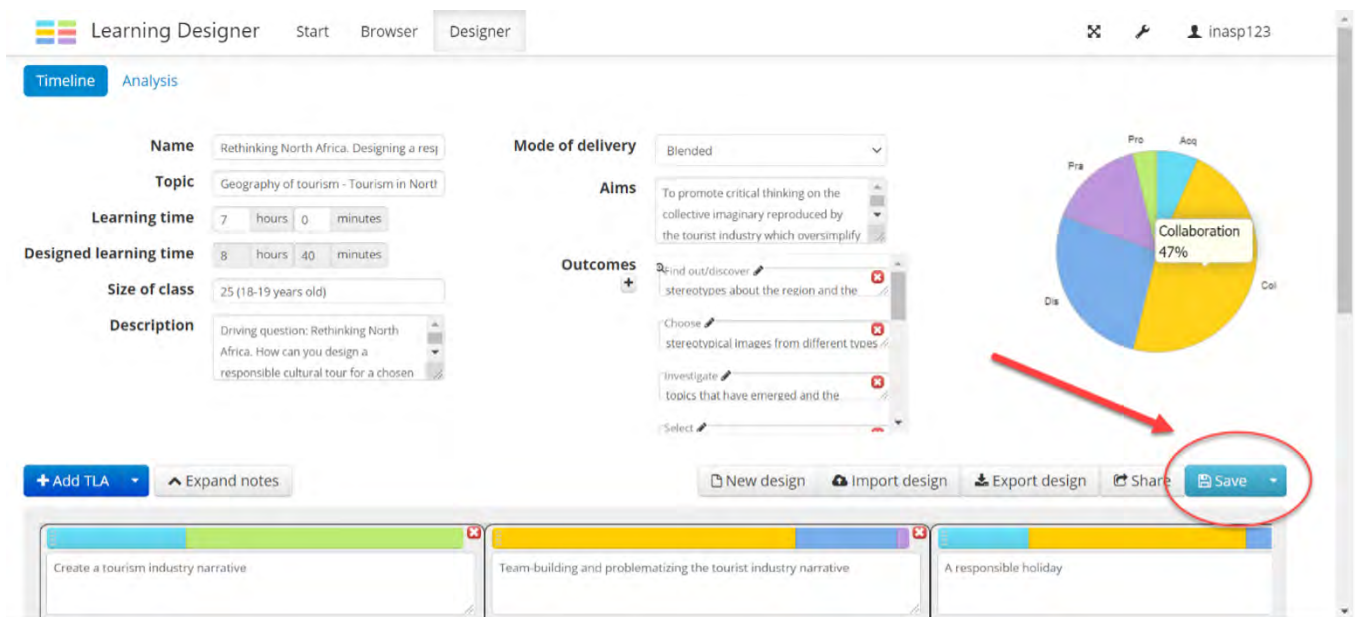 Learning Designer Start Browser Designer inasp123
Timeline Analysis
Name Rethinking North Africa. Designing a resp
Topic Geography of tourism - Tourism in North
Learning time 7 hours 0 minutes
Designed learning time 8 hours 40 minutes
Size of class 25 (18-19 years old)
Description Driving question: Rethinking North
Africa. How can you design a
responsible cultural tour for a chosen
Mode of delivery Blended
Aims To promote critical thinking on the
collective imaginary reproduced by
the tourist industry which oversimplify
Outcomes
+
Find out/discover
stereotypes about the region and the
Choose
stereotypical images from different types
Investigate
topics that have emerged and the
Select
Pro Acq
Pra
Collaboration
47%
Col
Dis
+ Add TLA Expand notes New design Import design Export design Share Save
Create a tourism industry narrative
Team-building and problematizing the tourist industry narrative
A responsible holiday